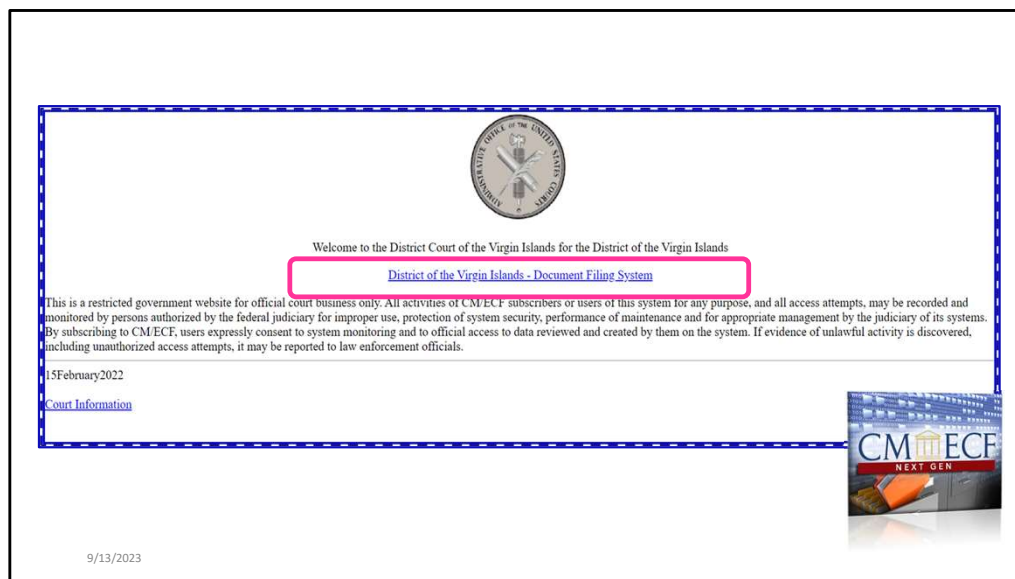 ADMINISTRATIVE OFFICE OF THE UNITED STATES COURTS
Welcome to the District Court of the Virgin Islands for the District of the Virgin Islands
District of the Virgin Islands - Document Filing System
This is a restricted government website for official court business only. All activities of CM/ECF subscribers or users of this system for any purpose, and all access attempts, may be recorded and
monitored by persons authorized by the federal judiciary for improper use, protection of system security, performance of maintenance and for appropriate management by the judiciary of its systems.
By subscribing to CM/ECF, users expressly consent to system monitoring and to official access to data reviewed and created by them on the system. If evidence of unlawful activity is discovered,
including unauthorized access attempts, it may be reported to law enforcement officials.
15February2022
Court Information
CM ECF
NEXT GEN
9/13/2023